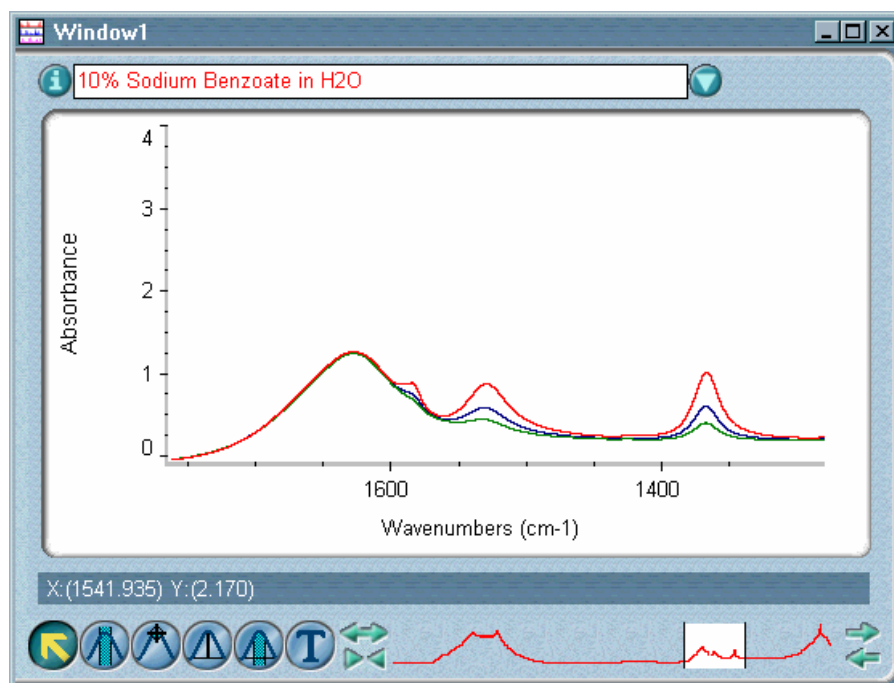 Window1
10% Sodium Benzoate in H2O
4
3
2
1
0
Absorbance
1600 1400
Wavenumbers (cm-1)
X:(1541.935) Y:(2.170)
T